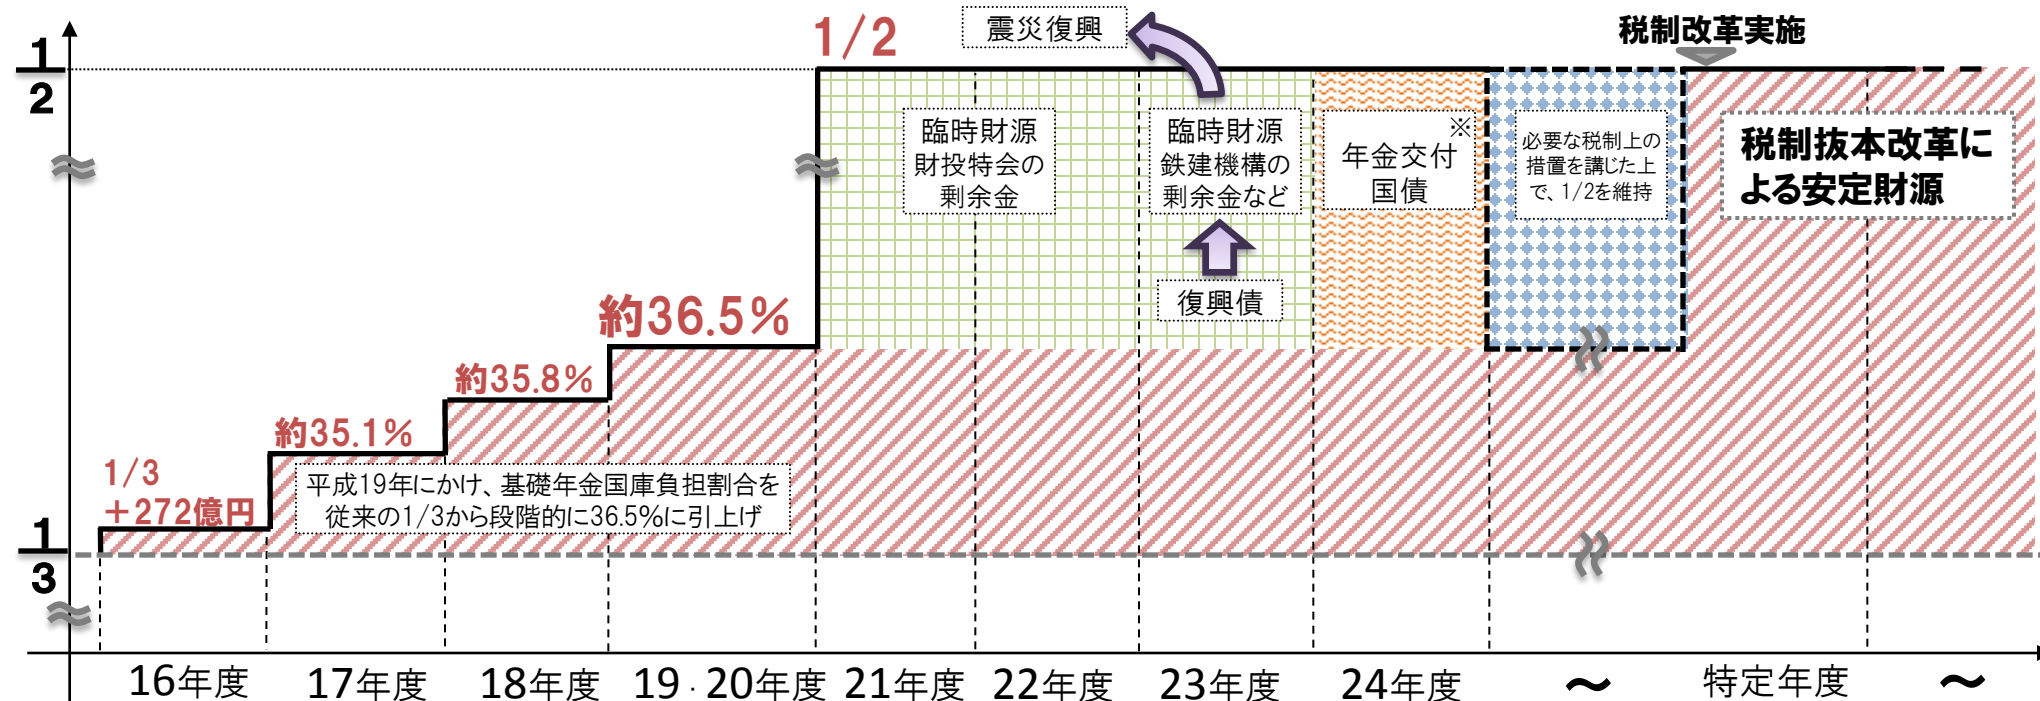 1/2
1/2
震災復興
税制改革実施
臨時財源
財投特会の
剰余金
臨時財源
鉄建機構の
剰余金など
※
年金交付
国債
必要な税制上の
措置を講じた上
で、1/2を維持
税制抜本改革に
よる安定財源
復興債
約36.5%
約35.8%
約35.1%
1/3
+272億円
平成19年にかけ、基礎年金国庫負担割合を
従来の1/3から段階的に36.5%に引上げ
1/3
16年度
17年度
18年度
19・20年度
21年度
22年度
23年度
24年度
~
特定年度
~